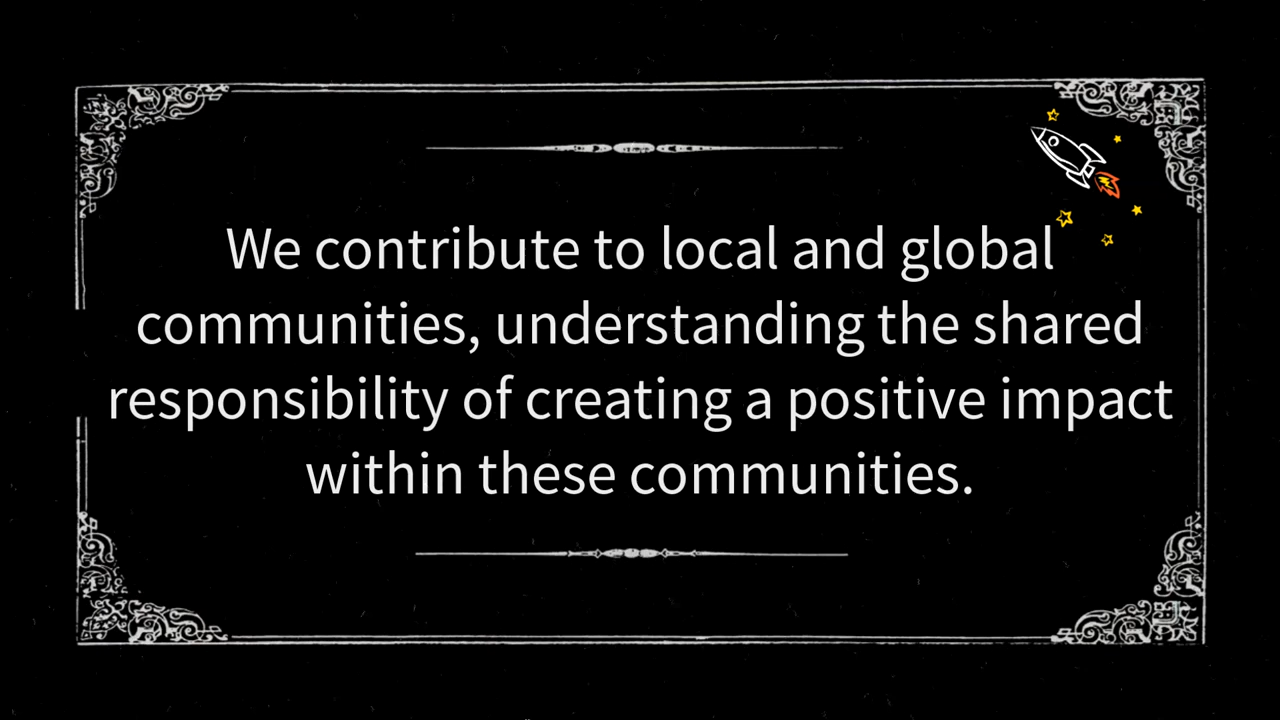 We contribute to local and global
communities, understanding the shared
responsibility of creating a positive impact
within these communities.